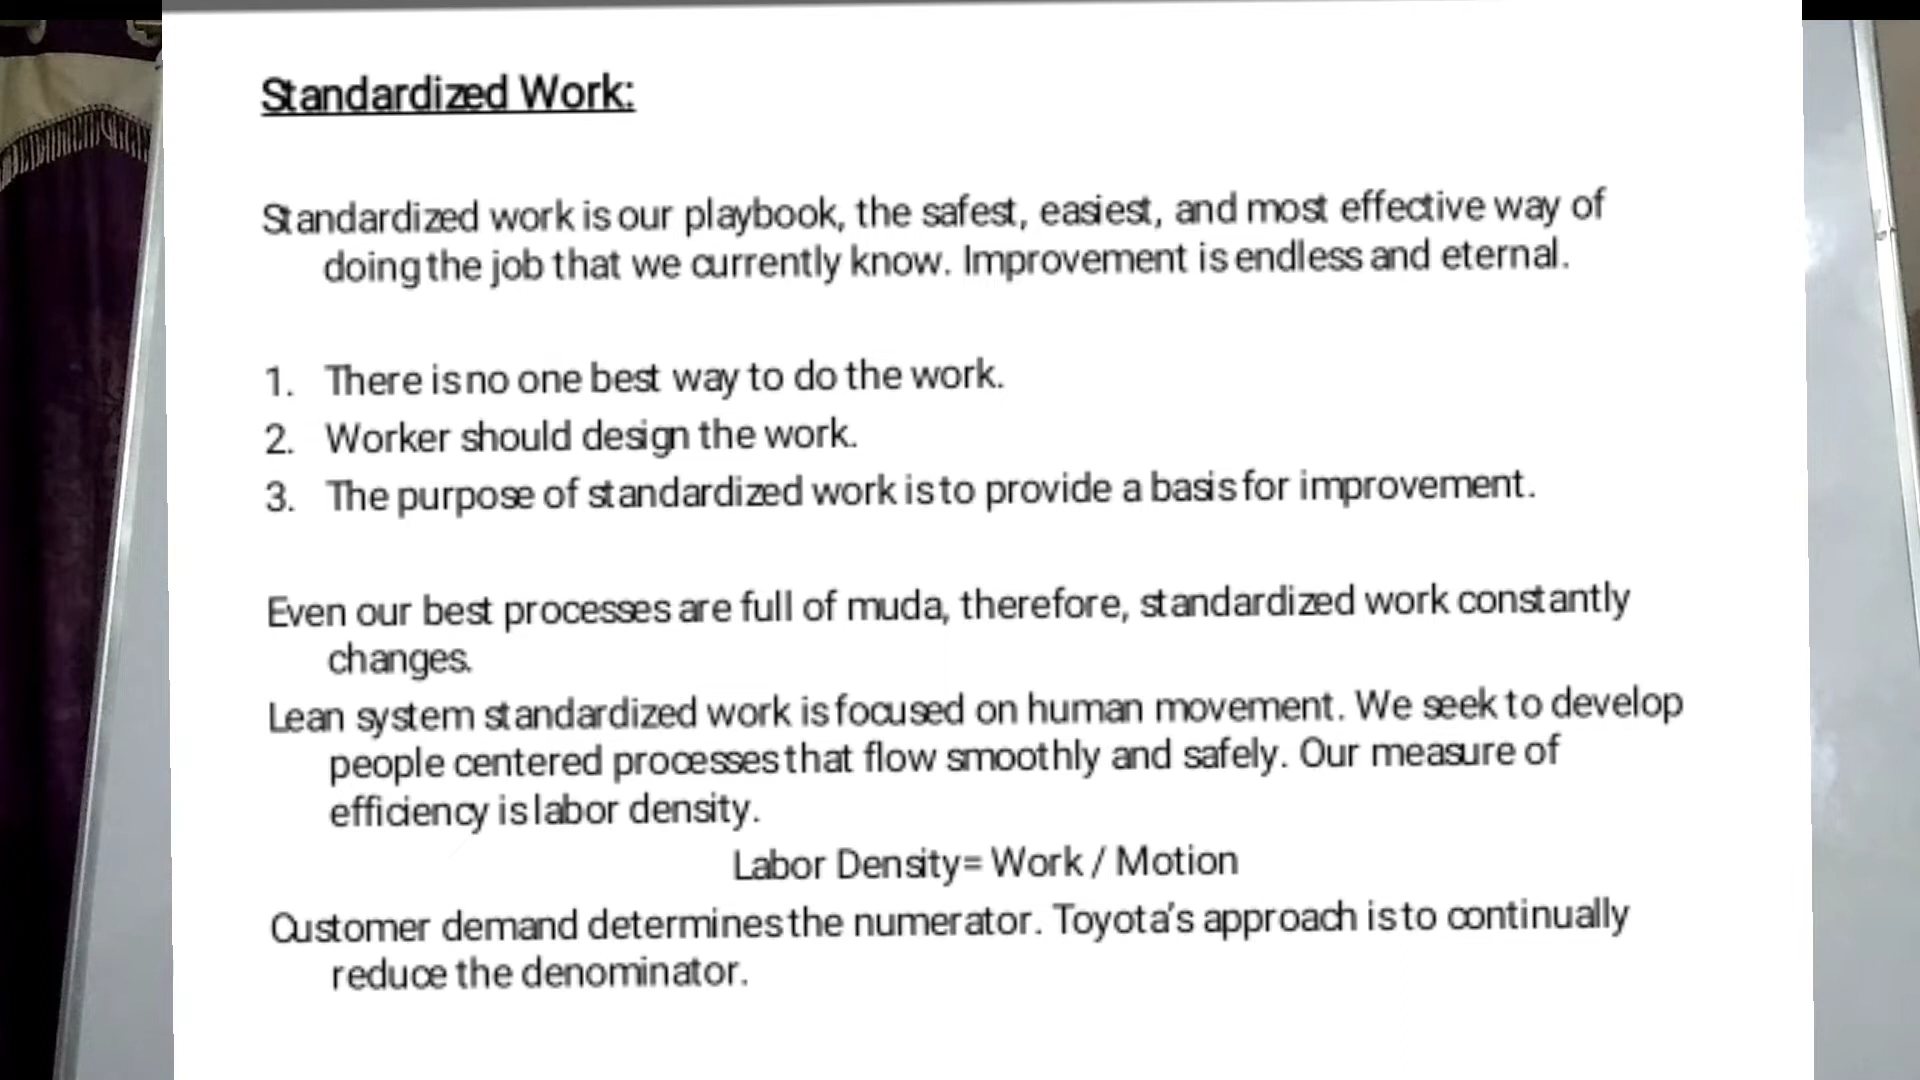 Standardized Work:
Standardized work is our playbook, the safest, easiest, and most effective way of
doing the job that we currently know. Improvement is endless and eternal.
1. There is no one best way to do the work.
2. Worker should design the work.
3. The purpose of standardized work is to provide a basis for improvement.
Even our best processes are full of muda, therefore, standardized work constantly
changes.
Lean system standardized work is focused on human movement. We seek to develop
people centered processes that flow smoothly and safely. Our measure of
efficiency is labor density.
Labor Density= Work / Motion
Customer demand determines the numerator. Toyota's approach is to continually
reduce the denominator.